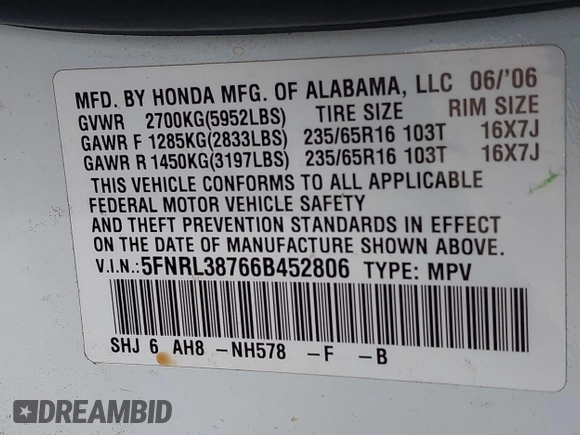 MFD. BY HONDA MFG. OF ALABAMA, LLC 06/'06
GVWR 2700KG(5952LBS) TIRE SIZE RIM SIZE
GAWR F 1285KG(2833LBS) 235/65R16 103T 16X7J
GAWR R 1450KG(3197LBS) 235/65R16 103T 16X7J
THIS VEHICLE CONFORMS TO ALL APPLICABLE
FEDERAL MOTOR VEHICLE SAFETY
AND THEFT PREVENTION STANDARDS IN EFFECT
ON THE DATE OF MANUFACTURE SHOWN ABOVE.
V.I.N.:5FNRL38766B452806 TYPE: MPV
SHJ 6 AH8 -NH578 -F -B
DREAMBID